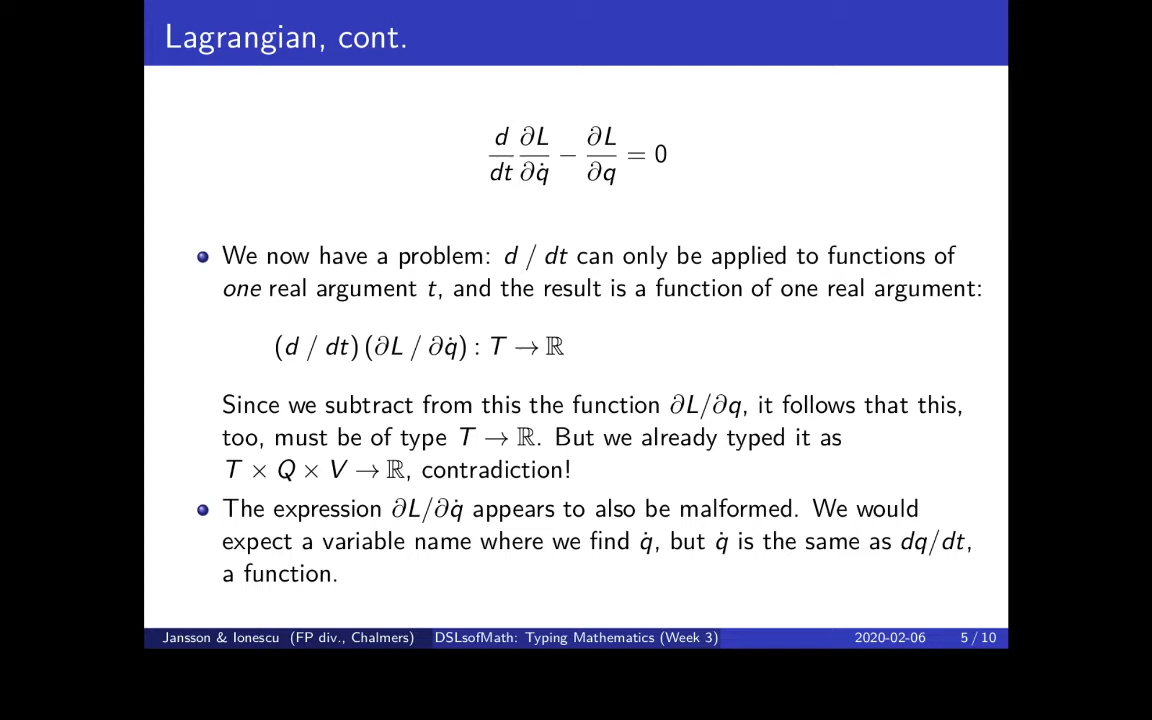 Lagrangian, cont.
d/dt ∂L/∂q̇ − ∂L/∂q = 0
We now have a problem: d / dt can only be applied to functions of
one real argument t, and the result is a function of one real argument:
(d / dt) (∂L / ∂q̇) : T → ℝ
Since we subtract from this the function ∂L/∂q, it follows that this,
too, must be of type T → ℝ. But we already typed it as
T × Q × V → ℝ, contradiction!
The expression ∂L/∂q̇ appears to also be malformed. We would
expect a variable name where we find q̇, but q̇ is the same as dq/dt,
a function.
Jansson & Ionescu (FP div., Chalmers) DSLsofMath: Typing Mathematics (Week 3) 2020-02-06 5 / 10